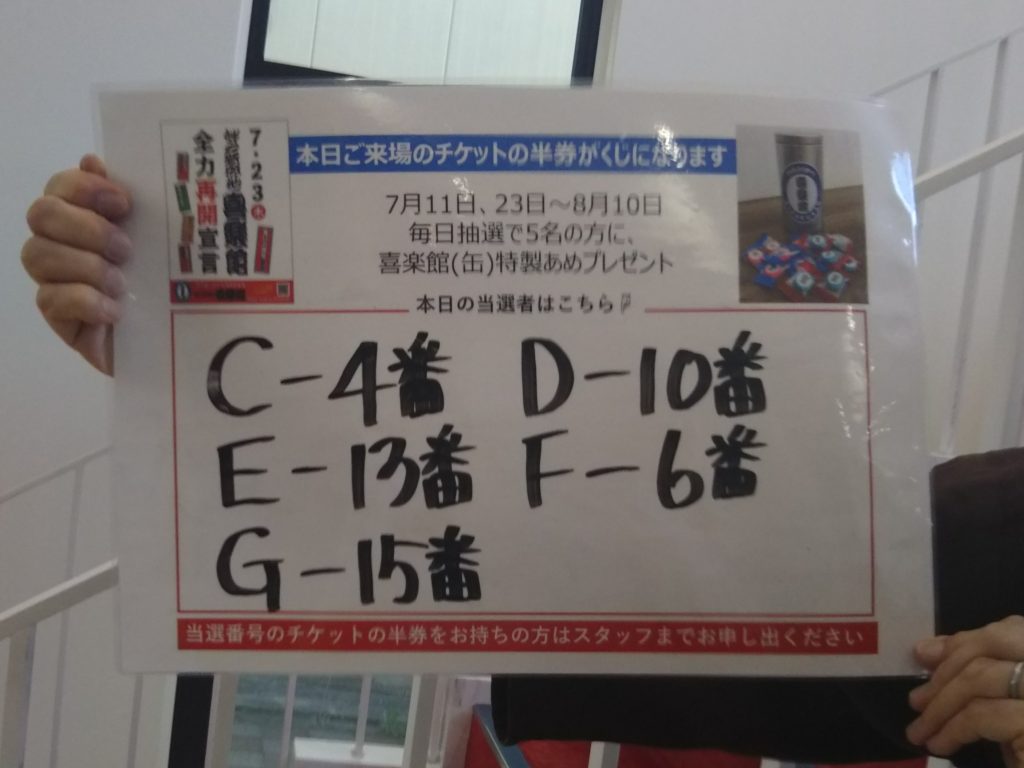 7・23㊍
喜楽館
全力再開宣言
本日ご来場のチケットの半券がくじになります
7月11日、23日～8月10日
毎日抽選で5名の方に、
喜楽館(缶)特製あめプレゼント
本日の当選者はこちら
C－4番 D－10番
E－13番 F－6番
G－15番
当選番号のチケットの半券をお持ちの方はスタッフまでお申し出ください